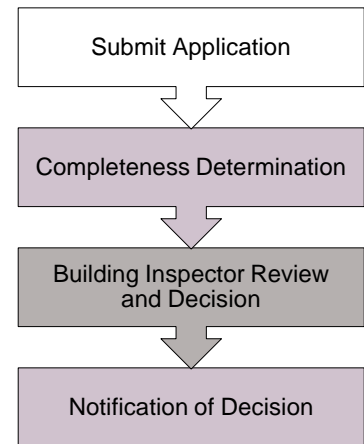 Submit Application
Completeness Determination
Building Inspector Review
and Decision
Notification of Decision